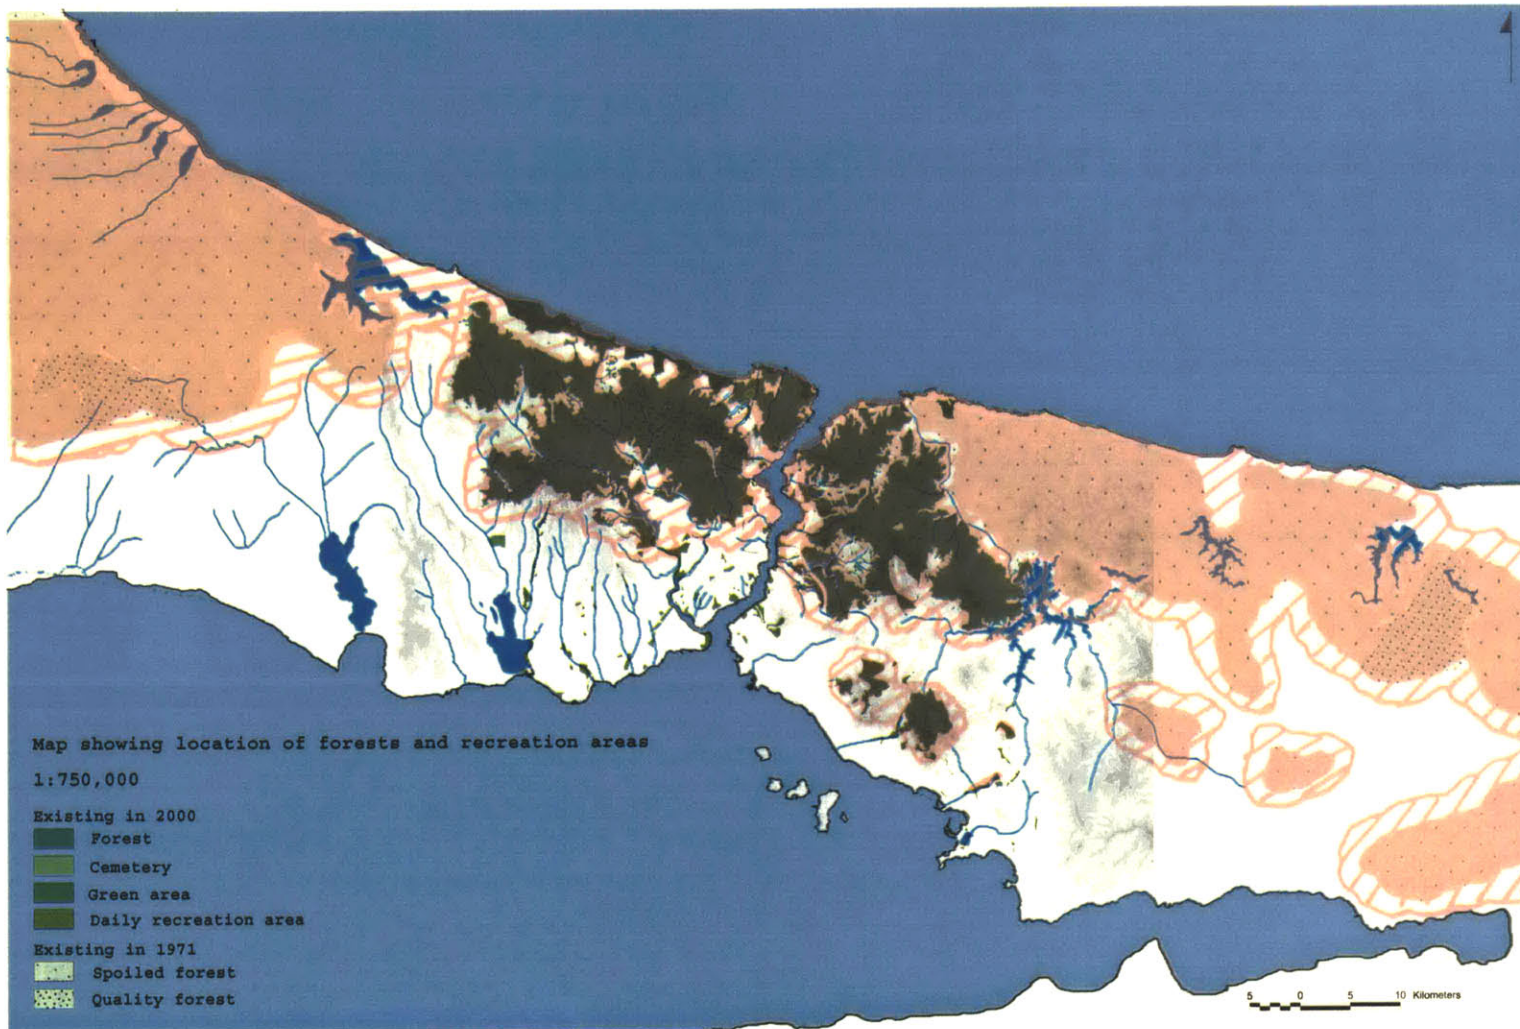 Map showing location of forests and recreation areas
1:750,000
Existing in 2000
Forest
Cemetery
Green area
Daily recreation area
Existing in 1971
Spoiled forest
Quality forest
5 0 5 10 Kilometers